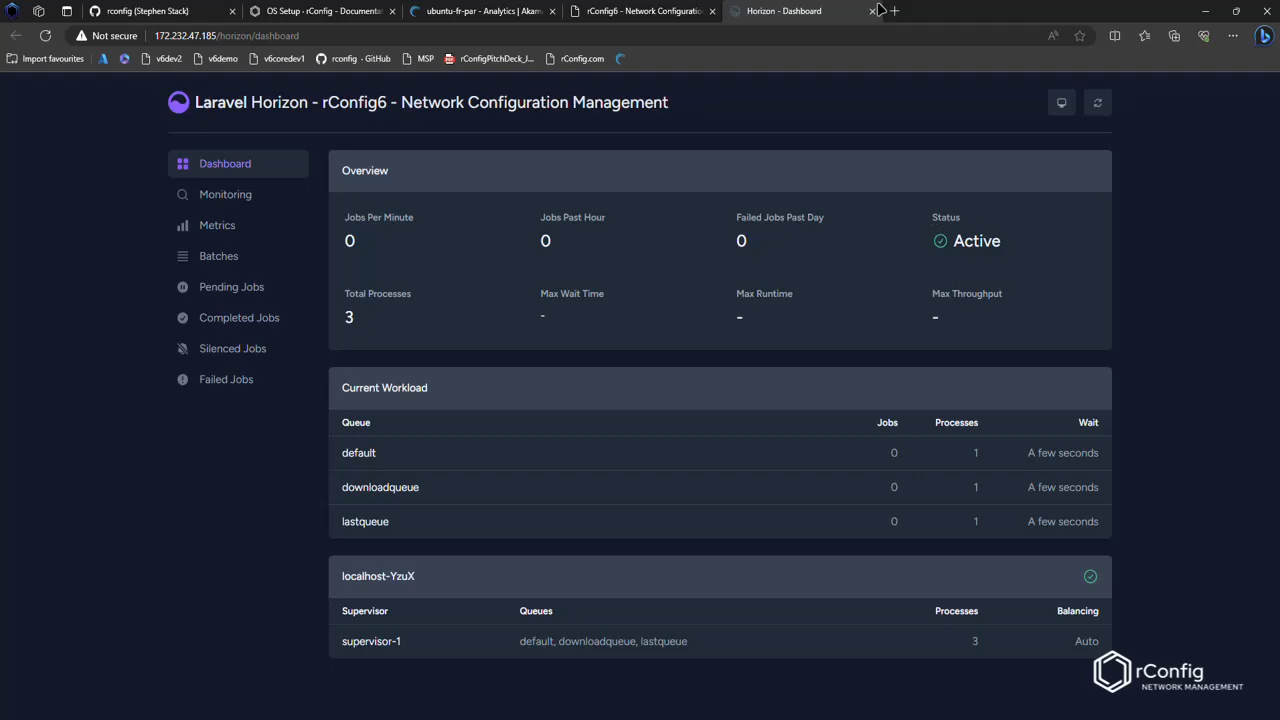 rconfig (Stephen Stack)
OS Setup · rConfig - Documenta
ubuntu-fr-par - Analytics | Akam
rConfig6 - Network Configuratio
Horizon - Dashboard
Not secure 172.232.47.185/horizon/dashboard
Import favourites v6dev2 v6demo v6coredev1 rconfig · GitHub MSP rConfigPitchDeck_J... rConfig.com
Laravel Horizon - rConfig6 - Network Configuration Management
Dashboard
Monitoring
Metrics
Batches
Pending Jobs
Completed Jobs
Silenced Jobs
Failed Jobs
Overview
Jobs Per Minute Jobs Past Hour Failed Jobs Past Day Status
0 0 0 Active
Total Processes Max Wait Time Max Runtime Max Throughput
3 - - -
Current Workload
Queue Jobs Processes Wait
default 0 1 A few seconds
downloadqueue 0 1 A few seconds
lastqueue 0 1 A few seconds
localhost-YzuX
Supervisor Queues Processes Balancing
supervisor-1 default, downloadqueue, lastqueue 3 Auto
rConfig
NETWORK MANAGEMENT